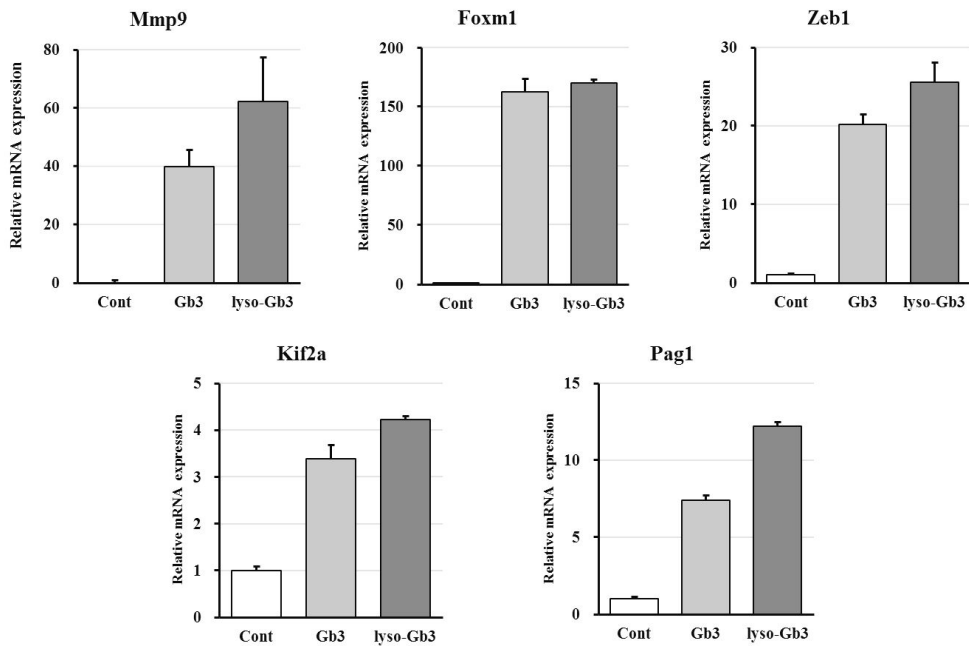 Mmp9
Relative mRNA expression
80
60
40
20
0
Cont Gb3 lyso-Gb3
Foxm1
Relative mRNA expression
200
150
100
50
0
Cont Gb3 lyso-Gb3
Zeb1
Relative mRNA expression
30
20
10
0
Cont Gb3 lyso-Gb3
Kif2a
Relative mRNA expression
5
4
3
2
1
0
Cont Gb3 lyso-Gb3
Pag1
Relative mRNA expression
15
10
5
0
Cont Gb3 lyso-Gb3